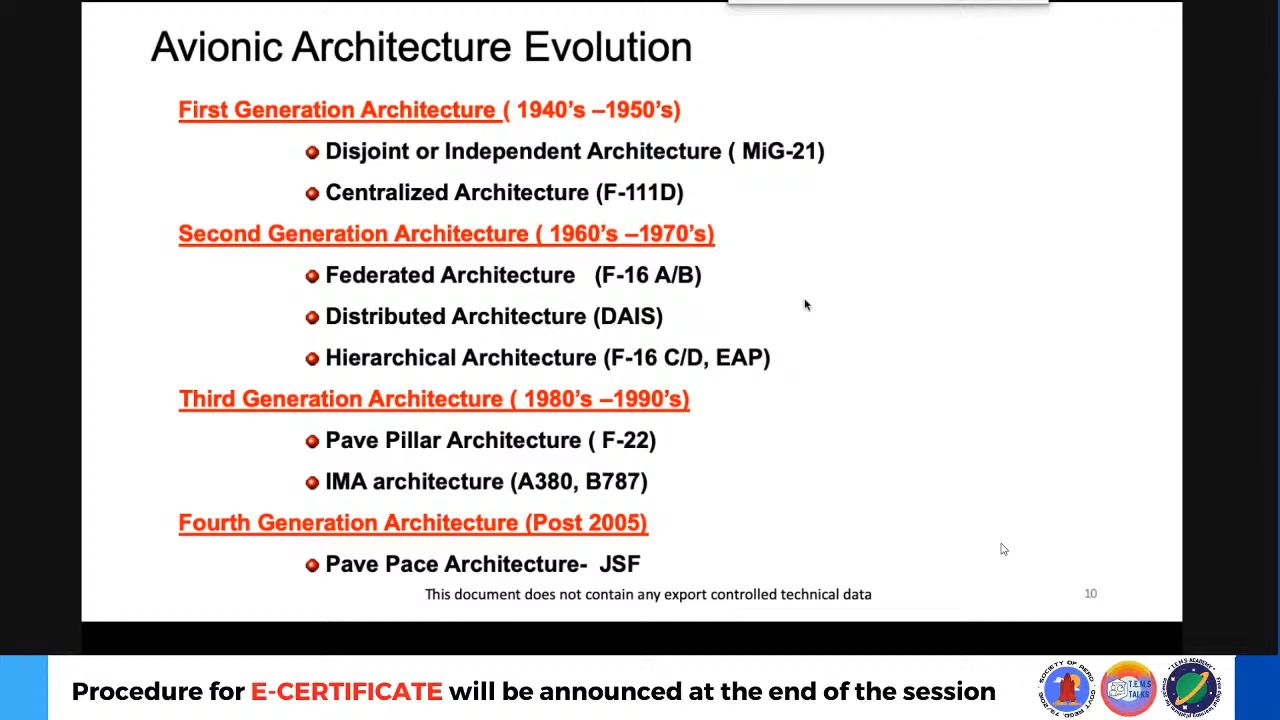 Avionic Architecture Evolution
First Generation Architecture ( 1940's –1950's)
Disjoint or Independent Architecture ( MiG-21)
Centralized Architecture (F-111D)
Second Generation Architecture ( 1960's –1970's)
Federated Architecture (F-16 A/B)
Distributed Architecture (DAIS)
Hierarchical Architecture (F-16 C/D, EAP)
Third Generation Architecture ( 1980's –1990's)
Pave Pillar Architecture ( F-22)
IMA architecture (A380, B787)
Fourth Generation Architecture (Post 2005)
Pave Pace Architecture- JSF
This document does not contain any export controlled technical data
10
Procedure for E-CERTIFICATE will be announced at the end of the session
T.E.M.S
TALKS
T.E.M.S ACADEMY